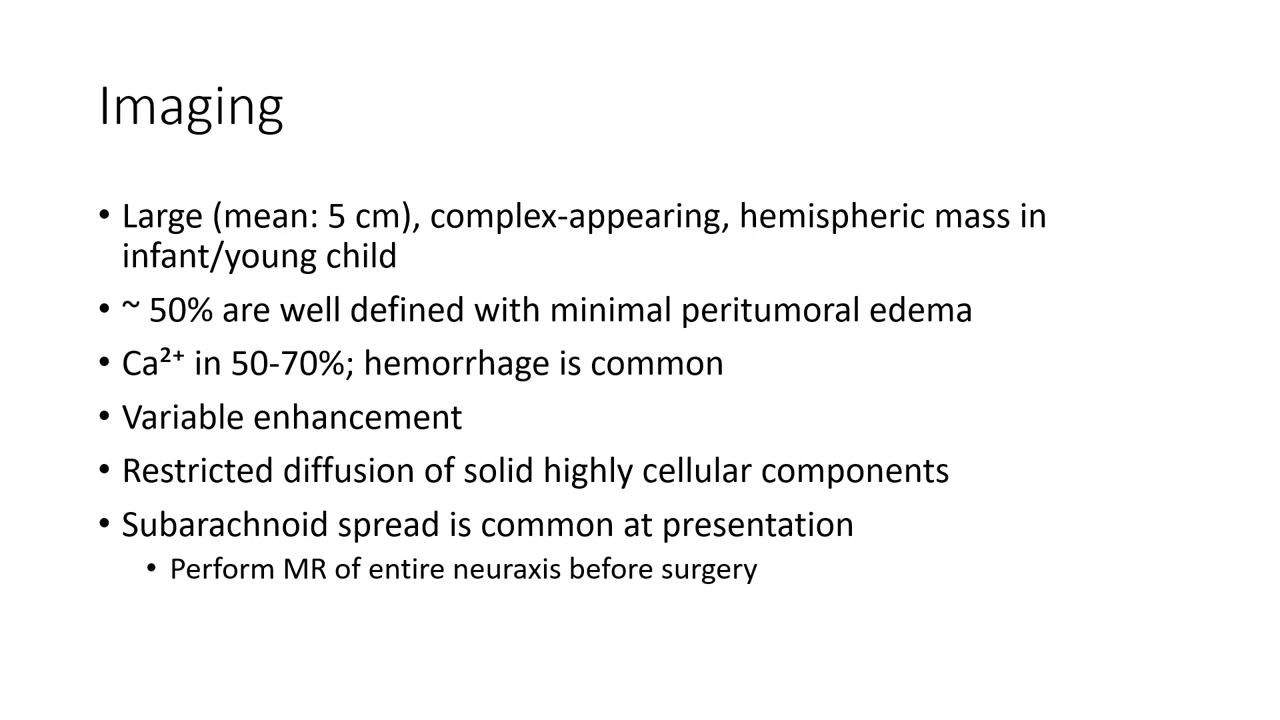 Imaging
• Large (mean: 5 cm), complex-appearing, hemispheric mass in
infant/young child
• ~ 50% are well defined with minimal peritumoral edema
• Ca²⁺ in 50-70%; hemorrhage is common
• Variable enhancement
• Restricted diffusion of solid highly cellular components
• Subarachnoid spread is common at presentation
• Perform MR of entire neuraxis before surgery